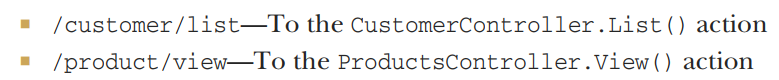 ▪ /customer/list—To the CustomerController.List() action
▪ /product/view—To the ProductsController.View() action